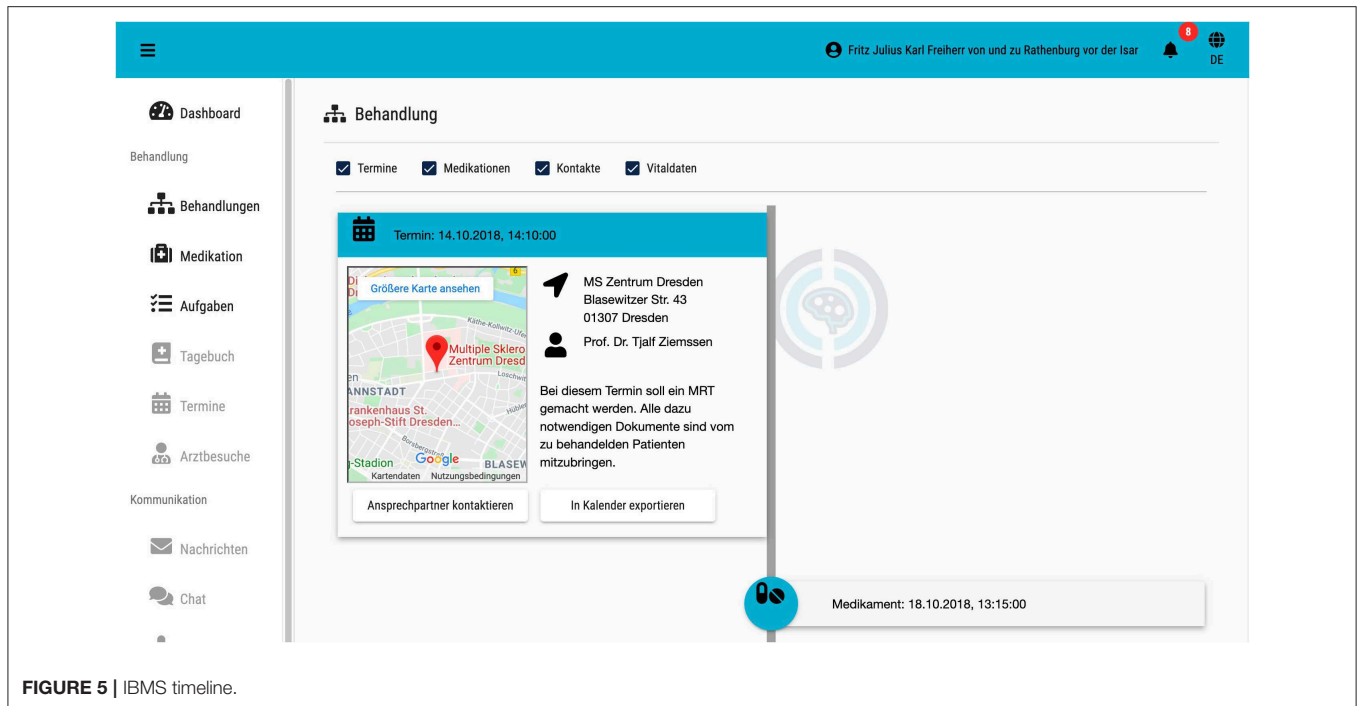 Fritz Julius Karl Freiherr von und zu Rathenburg vor der Isar
8
DE
Dashboard
Behandlung
Behandlungen
Medikation
Aufgaben
Tagebuch
Termine
Arztbesuche
Kommunikation
Nachrichten
Chat
Behandlung
Termine
Medikationen
Kontakte
Vitaldaten
Termin: 14.10.2018, 14:10:00
Größere Karte ansehen
6
Käthe-Kollwitz-Ufer
Multiple Sklero
Zentrum Dresd
Loschwit
ANNSTADT
rankenhaus St.
oseph-Stift Dresden...
Google
-Stadion
BLASEW
Kartendaten Nutzungsbedingungen
MS Zentrum Dresden
Blasewitzer Str. 43
01307 Dresden
Prof. Dr. Tjalf Ziemssen
Bei diesem Termin soll ein MRT
gemacht werden. Alle dazu
notwendigen Dokumente sind vom
zu behandelden Patienten
mitzubringen.
Ansprechpartner kontaktieren
In Kalender exportieren
Medikament: 18.10.2018, 13:15:00
FIGURE 5 | IBMS timeline.